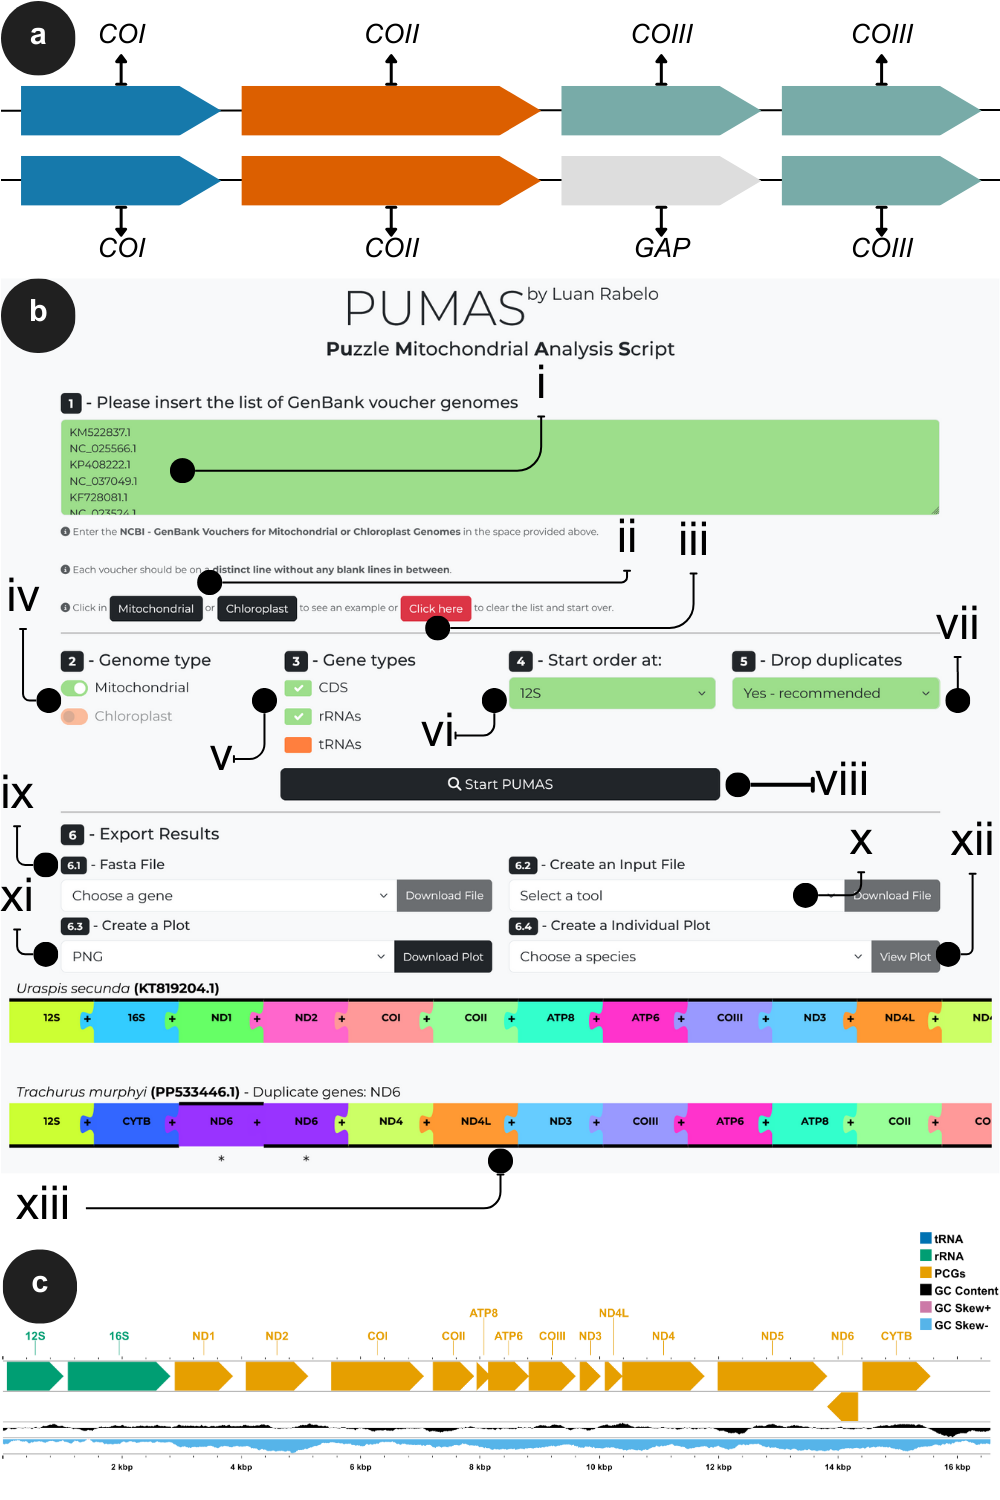 a
COI COII COIII COIII
COI COII GAP COIII
b
PUMAS by Luan Rabelo
Puzzle Mitochondrial Analysis Script
i
1 - Please insert the list of GenBank voucher genomes
KM522837.1
NC_025566.1
KP408222.1
NC_037049.1
KF728081.1
NC_023524.1
Enter the NCBI - GenBank Vouchers for Mitochondrial or Chloroplast Genomes in the space provided above.
ii iii
Each voucher should be on a distinct line without any blank lines in between.
iv
Click in Mitochondrial or Chloroplast to see an example or Click here to clear the list and start over.
vii
2 - Genome type 3 - Gene types 4 - Start order at: 5 - Drop duplicates
Mitochondrial CDS 12S Yes - recommended
Chloroplast rRNAs
v vi
tRNAs
Start PUMAS viii
ix
6 - Export Results x xii
6.1 - Fasta File 6.2 - Create an Input File
xi
Choose a gene Download File Select a tool Download File
6.3 - Create a Plot 6.4 - Create a Individual Plot
PNG Download Plot Choose a species View Plot
Uraspis secunda (KT819204.1)
12S + 16S + ND1 + ND2 + COI + COII + ATP8 + ATP6 + COIII + ND3 + ND4L + ND4
Trachurus murphyi (PP533446.1) - Duplicate genes: ND6
12S + CYTB + ND6 + ND6 + ND4 + ND4L + ND3 + COIII + ATP6 + ATP8 + COII + CO
* *
xiii
c
tRNA
rRNA
PCGs
GC Content
GC Skew+
GC Skew-
ATP8 ND4L
12S 16S ND1 ND2 COI COII ATP6 COIII ND3 ND4 ND5 ND6 CYTB
2 kbp 4 kbp 6 kbp 8 kbp 10 kbp 12 kbp 14 kbp 16 kbp